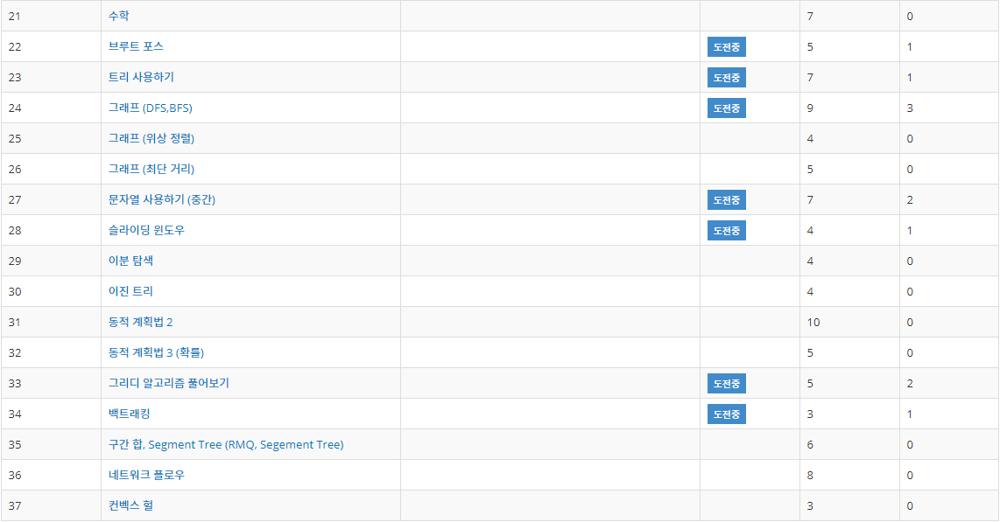 21 수학 7 0
22 브루트 포스 도전중 5 1
23 트리 사용하기 도전중 7 1
24 그래프 (DFS,BFS) 도전중 9 3
25 그래프 (위상 정렬) 4 0
26 그래프 (최단 거리) 5 0
27 문자열 사용하기 (중간) 도전중 7 2
28 슬라이딩 윈도우 도전중 4 1
29 이분 탐색 4 0
30 이진 트리 4 0
31 동적 계획법 2 10 0
32 동적 계획법 3 (확률) 5 0
33 그리디 알고리즘 풀어보기 도전중 5 2
34 백트래킹 도전중 3 1
35 구간 합, Segment Tree (RMQ, Segement Tree) 6 0
36 네트워크 플로우 8 0
37 컨벡스 헐 3 0